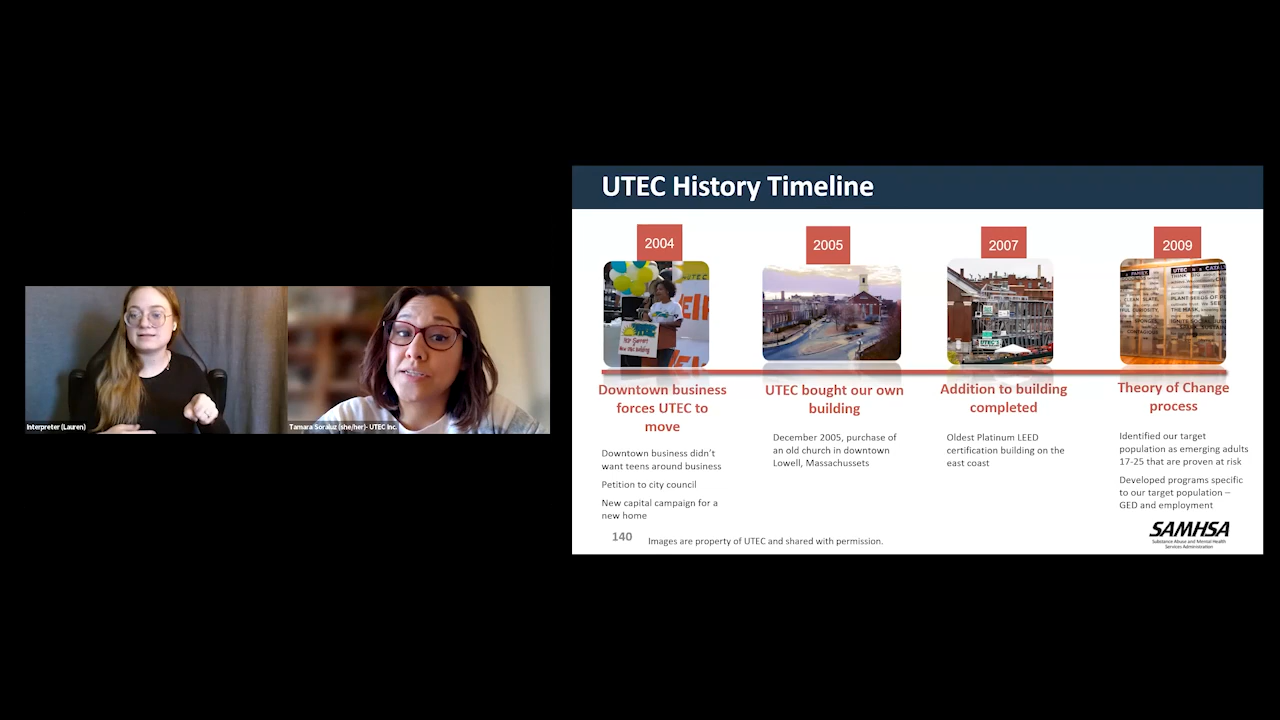 UTEC History Timeline
2004
2005
2007
2009
Downtown business
forces UTEC to
move
Downtown business didn't
want teens around business
Petition to city council
New capital campaign for a
new home
UTEC bought our own
building
December 2005, purchase of
an old church in downtown
Lowell, Massachussets
Addition to building
completed
Oldest Platinum LEED
certification building on the
east coast
Theory of Change
process
Identified our target
population as emerging adults
17-25 that are proven at risk
Developed programs specific
to our target population –
GED and employment
140
Images are property of UTEC and shared with permission.
SAMHSA
Substance Abuse and Mental Health
Services Administration
Interpreter (Lauren)
Tamara Soraluz (she/her)- UTEC Inc.